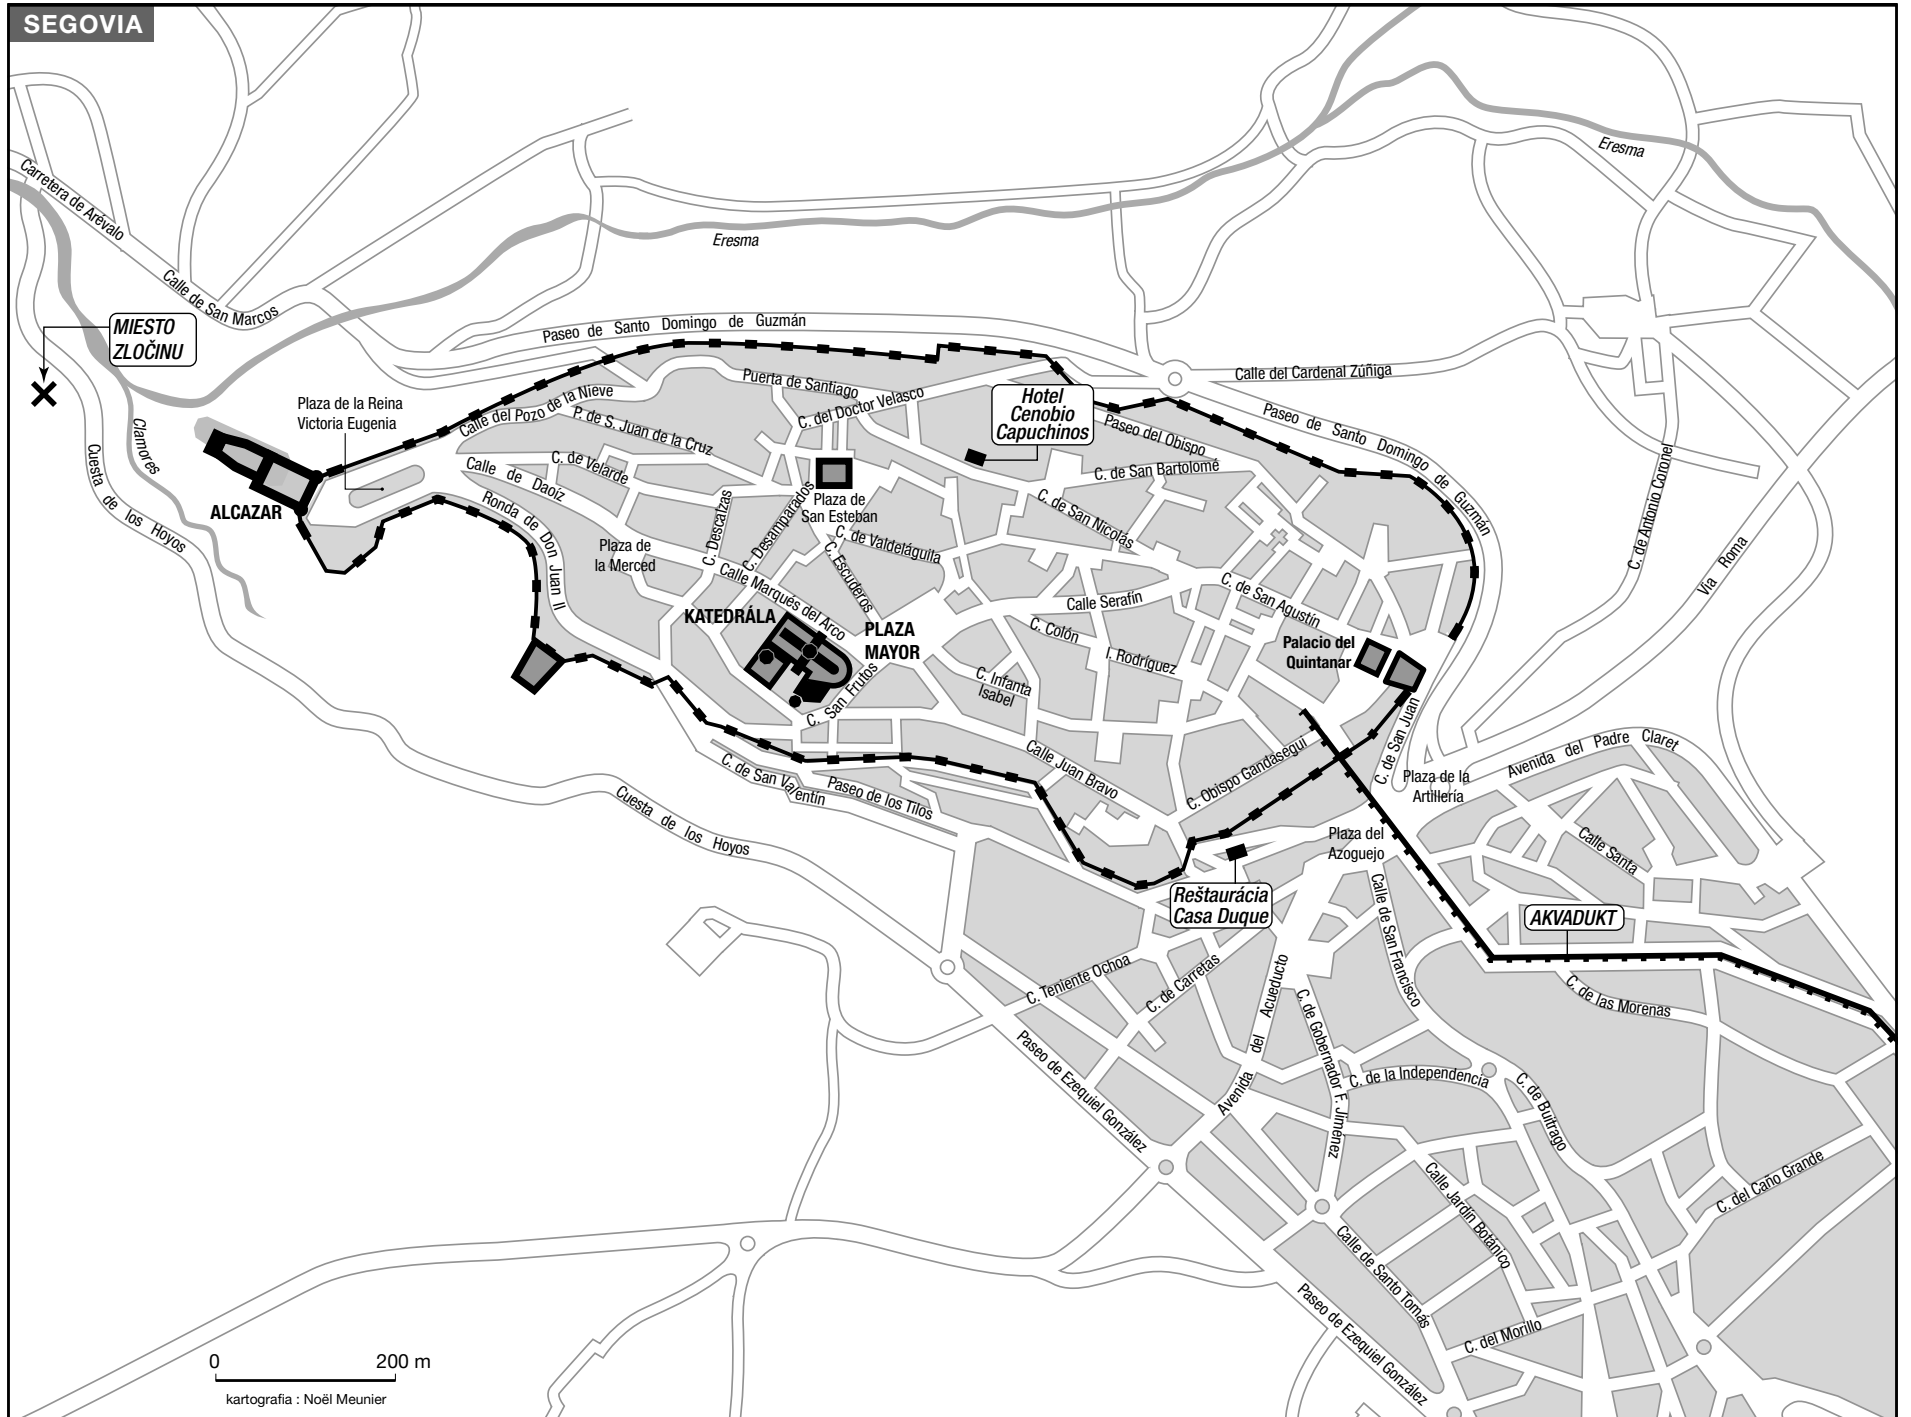 SEGOVIA
Carretera de Arévalo
Calle de San Marcos
Eresma
Eresma
MIESTO
ZLOČINU
Paseo de Santo Domingo de Guzmán
Calle del Cardenal Zúñiga
Paseo de Santo Domingo de Guzmán
Puerta de Santiago
C. del Doctor Velasco
Hotel
Cenobio
Capuchinos
Paseo del Obispo
Plaza de la Reina
Victoria Eugenia
Calle del Pozo de la Nieve
P. de S. Juan de la Cruz
Clamores
Cuesta de los Hoyos
ALCAZAR
Calle de Daoíz
C. de Velarde
Ronda de Don Juan II
C. Descalzas
C. Desamparados
Plaza de
San Esteban
C. de San Bartolomé
C. de San Nicolás
C. de Antonio Coronel
Via Roma
Plaza de
la Merced
C. de Valdeláguila
C. Escuderos
Calle Marqués del Arco
KATEDRÁLA
PLAZA
MAYOR
Calle Serafín
C. de San Agustín
C. Colón
I. Rodríguez
C. Infanta
Isabel
C. San Frutos
Palacio del
Quintanar
C. de San Juan
Calle Juan Bravo
C. Obispo Gandasegui
C. de San Valentín
Paseo de los Tilos
Cuesta de los Hoyos
Plaza de la
Artillería
Avenida del Padre Claret
Plaza del
Azoguejo
Calle Santa
Reštaurácia
Casa Duque
Calle de San Francisco
AKVADUKT
C. Teniente Ochoa
C. de Carretas
Avenida del Acueducto
C. de Gobernador F. Jiménez
C. de las Morenas
Paseo de Ezequiel González
C. de la Independencia
C. de Buitrago
Calle Jardín Botánico
C. del Caño Grande
Calle de Santo Tomás
C. del Morillo
Paseo de Ezequiel González
0 200 m
kartografia : Noël Meunier